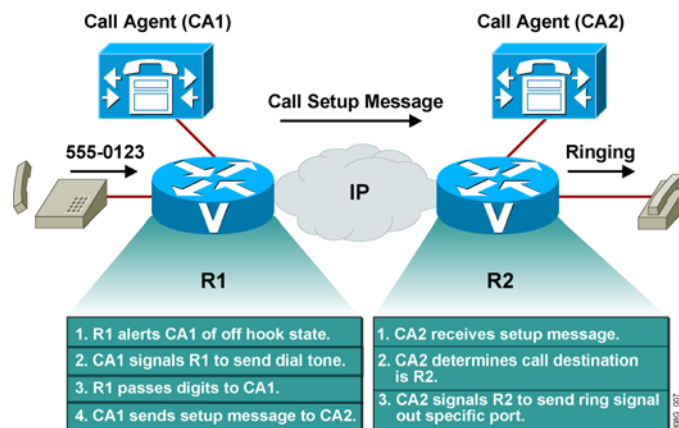 Call Agent (CA1)
Call Agent (CA2)
Call Setup Message
555-0123
Ringing
IP
V
V
R1
R2
1. R1 alerts CA1 of off hook state.
2. CA1 signals R1 to send dial tone.
3. R1 passes digits to CA1.
4. CA1 sends setup message to CA2.
1. CA2 receives setup message.
2. CA2 determines call destination
is R2.
3. CA2 signals R2 to send ring signal
out specific port.